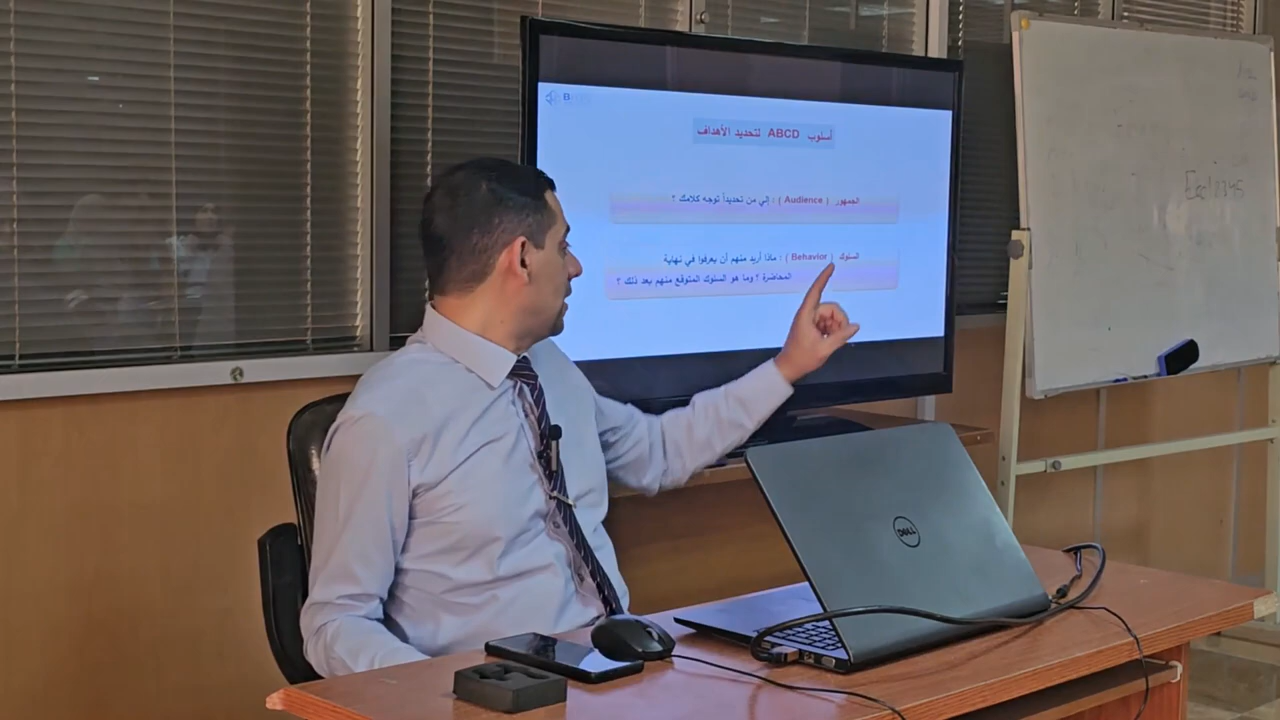 أسلوب ABCD لتحديد الأهداف
الجمهور ( Audience ) : إلي من تحديداً توجه كلامك ؟
السلوك ( Behavior ) : ماذا أريد منهم أن يعرفوا في نهاية
المحاضرة ؟ وما هو السلوك المتوقع منهم بعد ذلك ؟
DELL